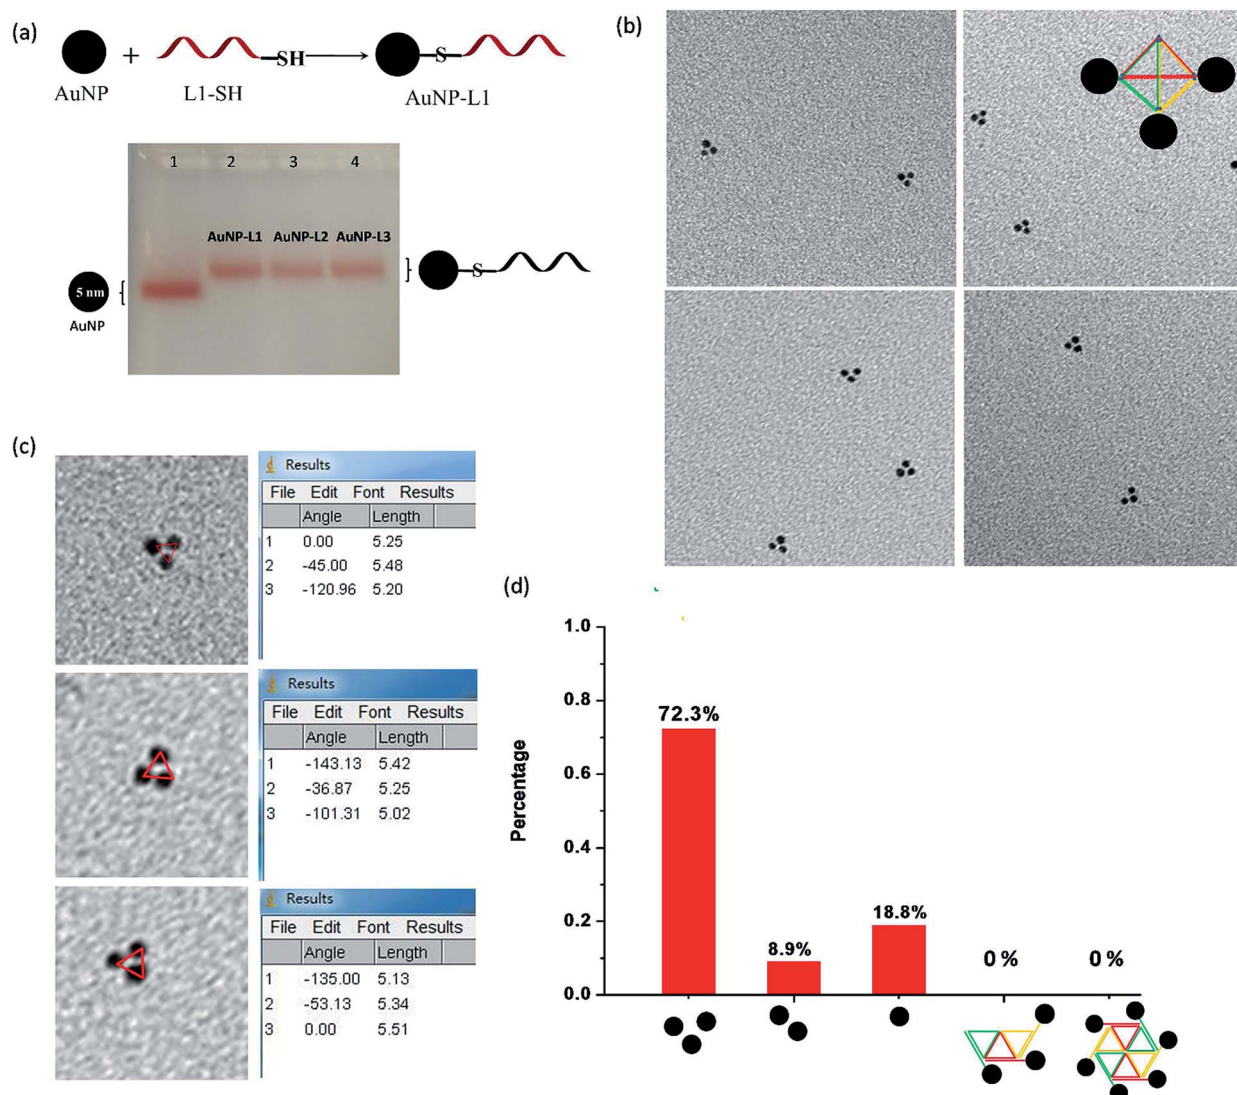 (a)
AuNP + L1-SH → AuNP-L1
S
1 2 3 4
AuNP-L1 AuNP-L2 AuNP-L3
5 nm
AuNP
S
(b)
(c)
Results
File Edit Font Results
Angle Length
1 0.00 5.25
2 -45.00 5.48
3 -120.96 5.20
Results
File Edit Font Results
Angle Length
1 -143.13 5.42
2 -36.87 5.25
3 -101.31 5.02
Results
File Edit Font Results
Angle Length
1 -135.00 5.13
2 -53.13 5.34
3 0.00 5.51
(d)
Percentage
1.0
0.8
0.6
0.4
0.2
0.0
72.3%
8.9%
18.8%
0 %
0 %